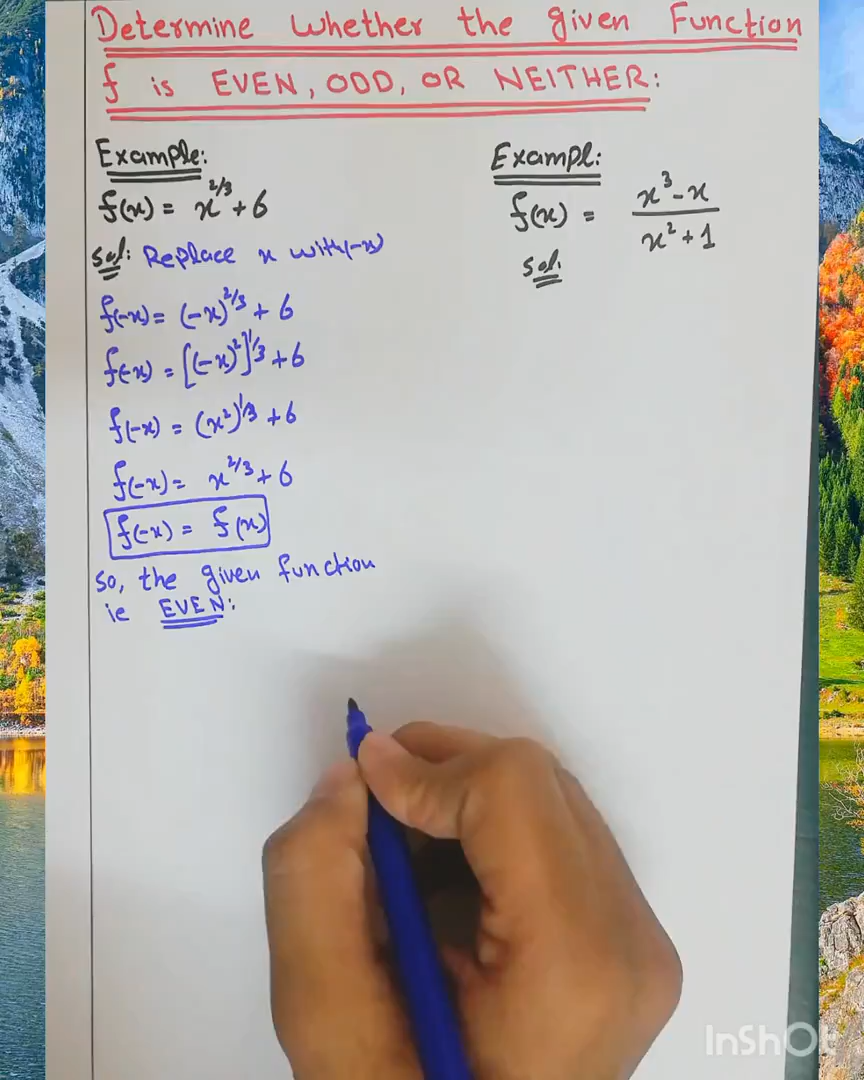 Determine whether the given Function
f is EVEN, ODD, OR NEITHER:
Example:
f(x) = x^2/3 + 6
Sol: Replace x with(-x)
f(-x) = (-x)^2/3 + 6
f(-x) = [(-x)^2]^1/3 + 6
f(-x) = (x^2)^1/3 + 6
f(-x) = x^2/3 + 6
f(-x) = f(x)
So, the given function
ie EVEN:
Exampl:
f(x) = x^3-x / x^2+1
Sol:
InShOt